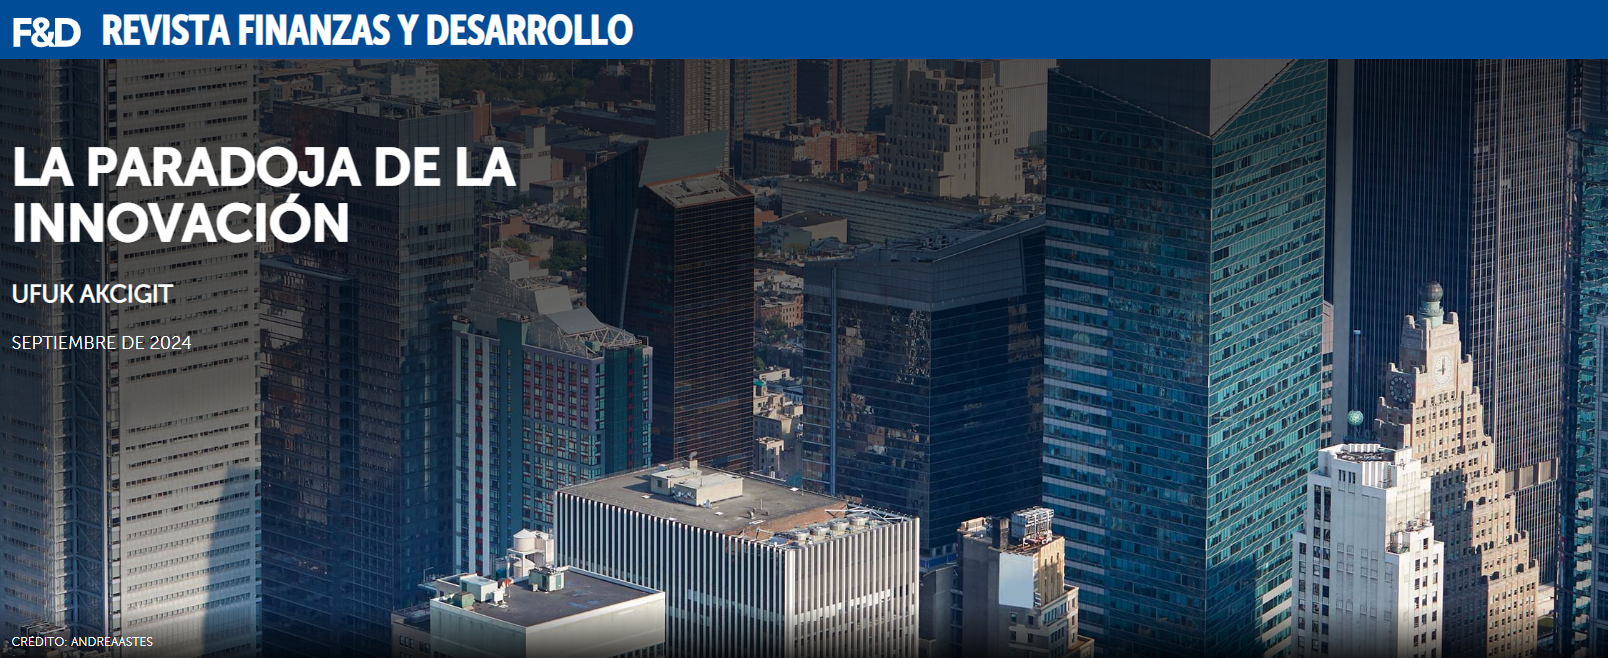 F&D REVISTA FINANZAS Y DESARROLLO
LA PARADOJA DE LA
INNOVACIÓN
UFUK AKCIGIT
SEPTIEMBRE DE 2024
CRÉDITO: ANDREAASTES